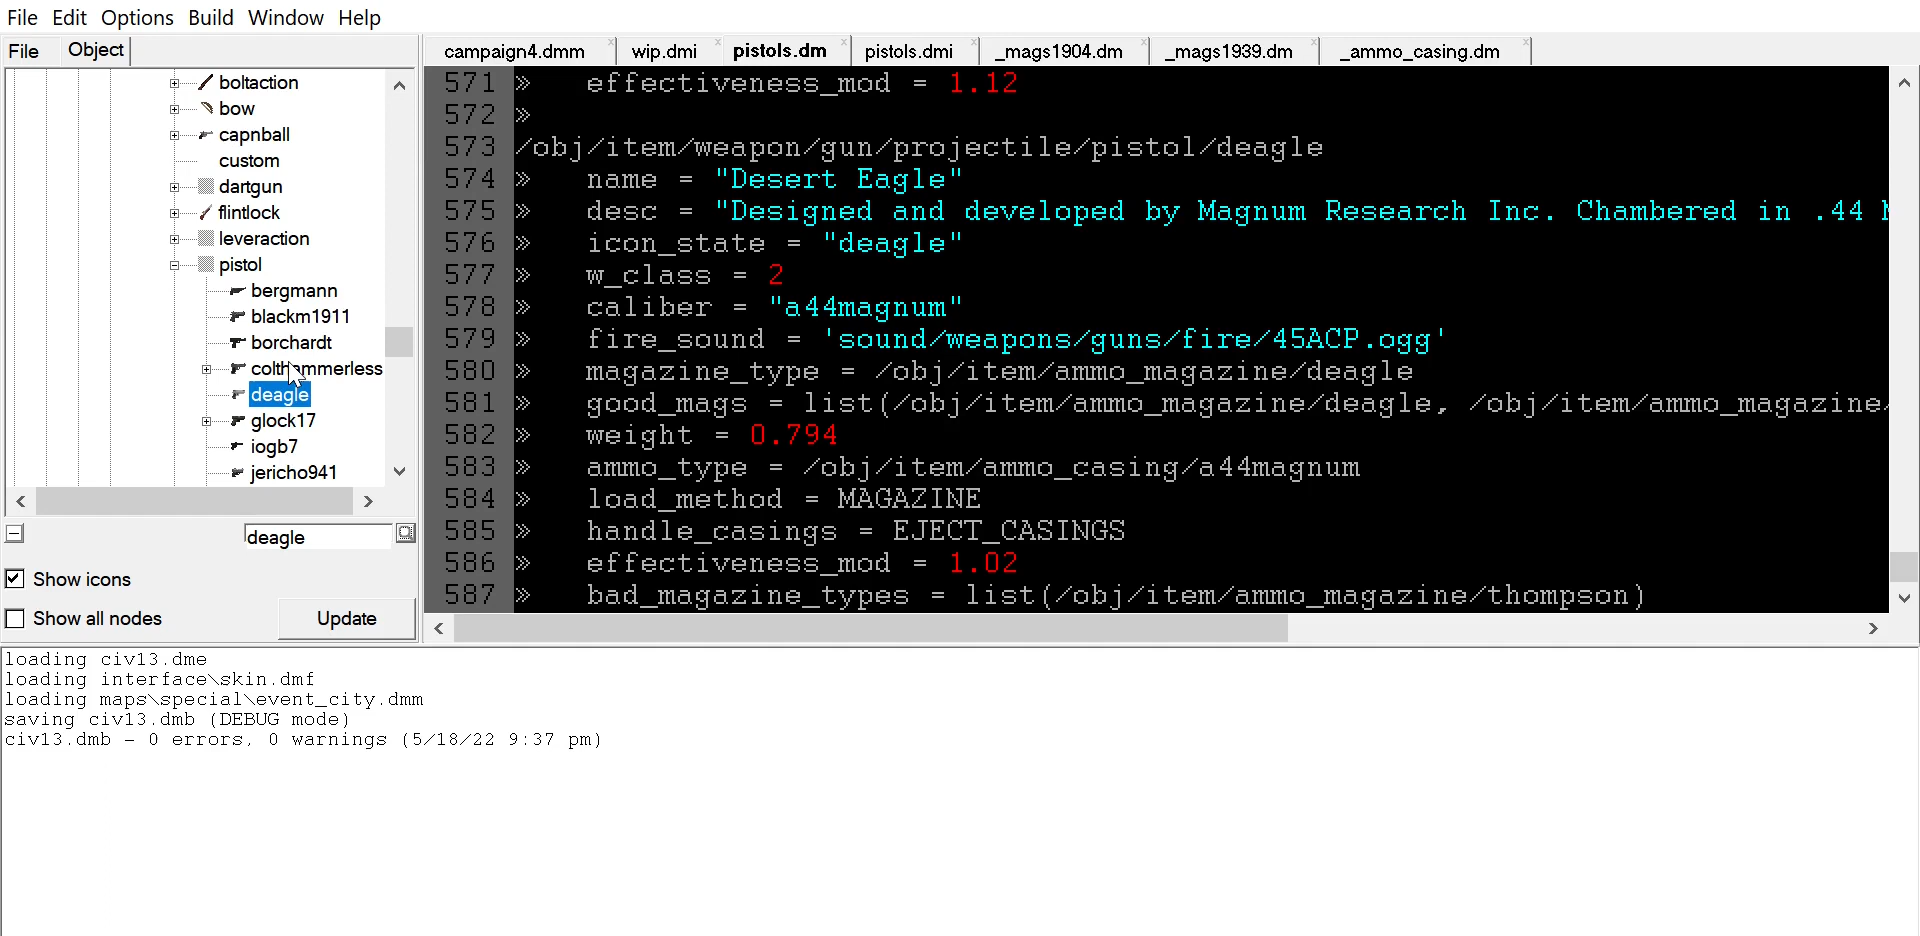 File Edit Options Build Window Help
File Object
campaign4.dmm wip.dmi pistols.dm pistols.dmi _mags1904.dm _mags1939.dm _ammo_casing.dm
boltaction
bow
capnball
custom
dartgun
flintlock
leveraction
pistol
bergmann
blackm1911
borchardt
colthammerless
deagle
glock17
iogb7
jericho941
deagle
Show icons
Show all nodes
Update
571 » effectiveness_mod = 1.12
572 »
573 /obj/item/weapon/gun/projectile/pistol/deagle
574 » name = "Desert Eagle"
575 » desc = "Designed and developed by Magnum Research Inc. Chambered in .44
576 » icon_state = "deagle"
577 » w_class = 2
578 » caliber = "a44magnum"
579 » fire_sound = 'sound/weapons/guns/fire/45ACP.ogg'
580 » magazine_type = /obj/item/ammo_magazine/deagle
581 » good_mags = list(/obj/item/ammo_magazine/deagle, /obj/item/ammo_magazine/
582 » weight = 0.794
583 » ammo_type = /obj/item/ammo_casing/a44magnum
584 » load_method = MAGAZINE
585 » handle_casings = EJECT_CASINGS
586 » effectiveness_mod = 1.02
587 » bad_magazine_types = list(/obj/item/ammo_magazine/thompson)
loading civ13.dme
loading interface\skin.dmf
loading maps\special\event_city.dmm
saving civ13.dmb (DEBUG mode)
civ13.dmb - 0 errors, 0 warnings (5/18/22 9:37 pm)